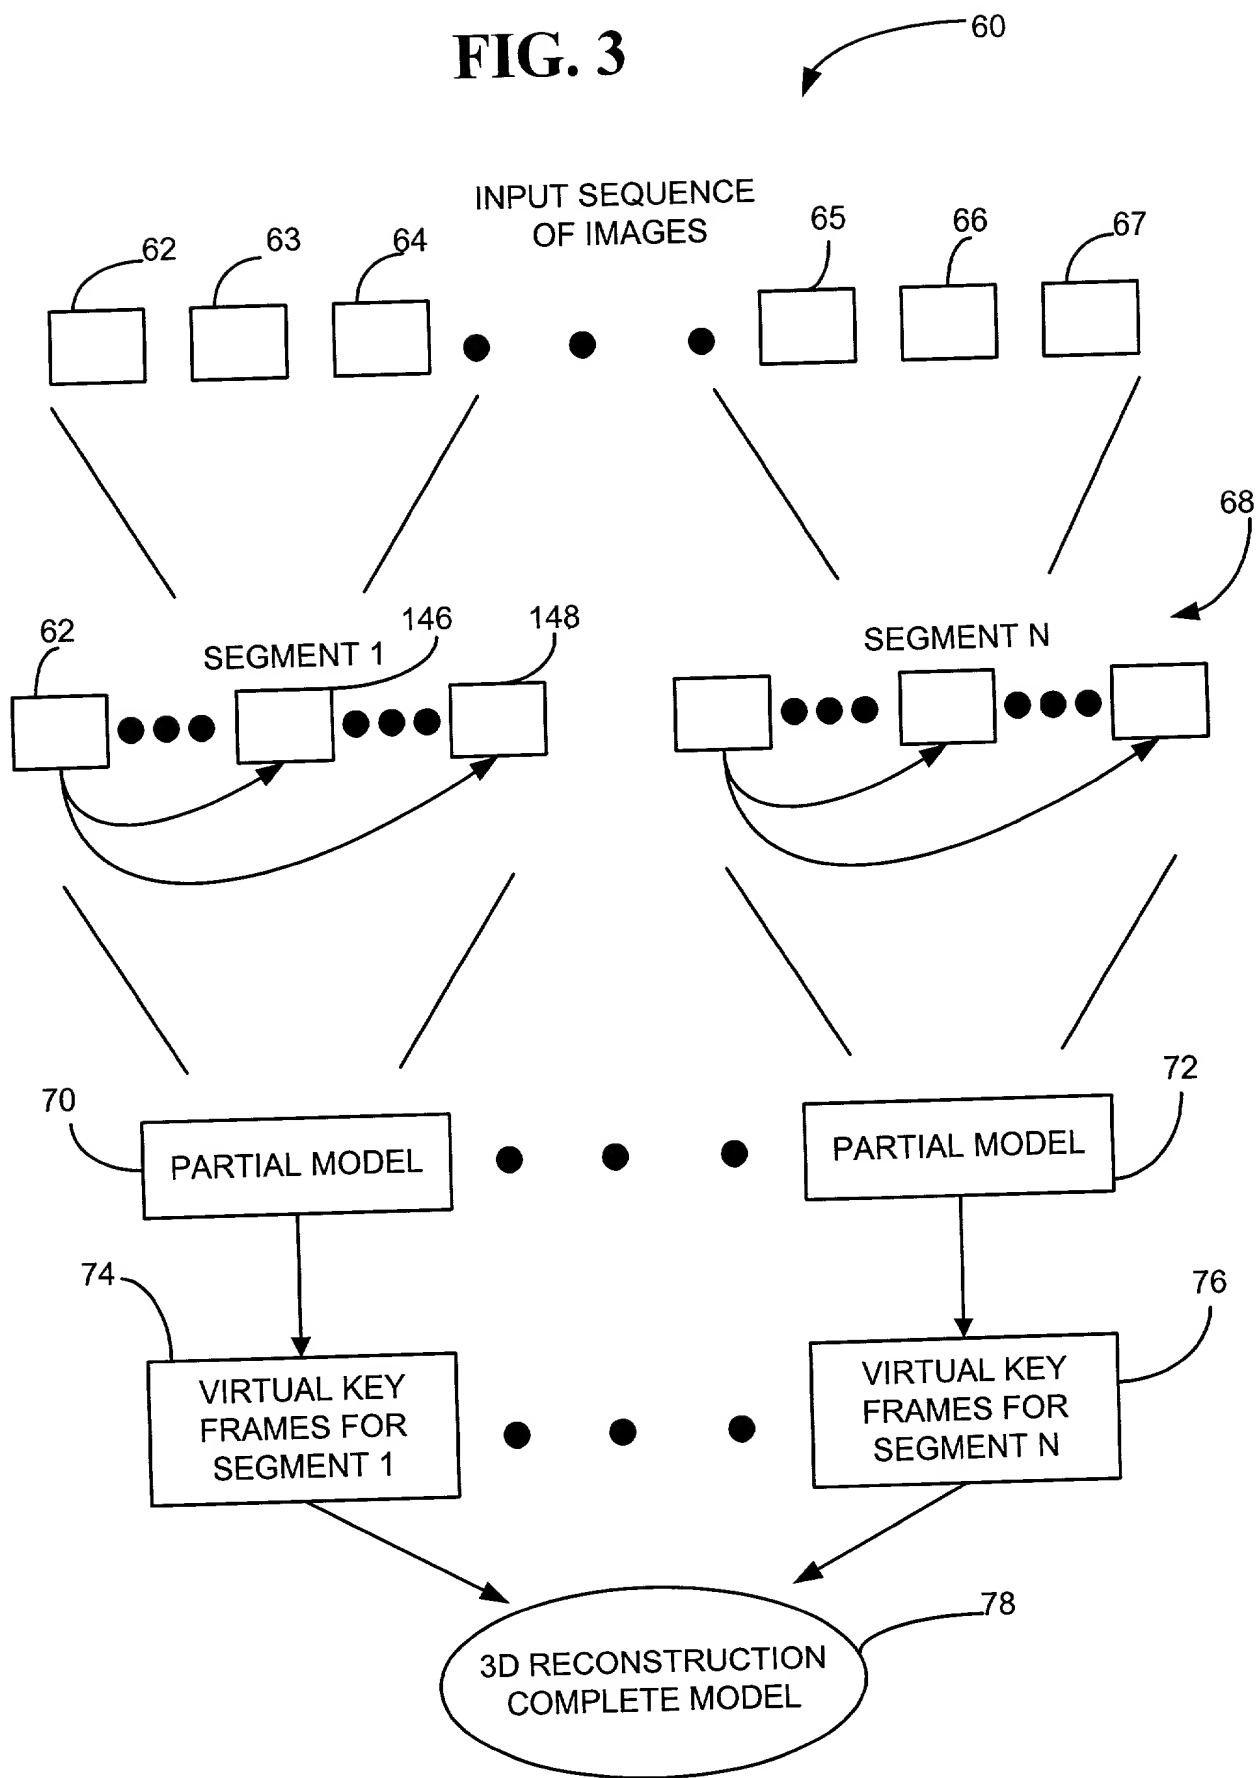 FIG. 3
60
INPUT SEQUENCE
OF IMAGES
62
63
64
65
66
67
68
62
SEGMENT 1
146
148
SEGMENT N
70
PARTIAL MODEL
PARTIAL MODEL
72
74
VIRTUAL KEY
FRAMES FOR
SEGMENT 1
VIRTUAL KEY
FRAMES FOR
SEGMENT N
76
78
3D RECONSTRUCTION
COMPLETE MODEL